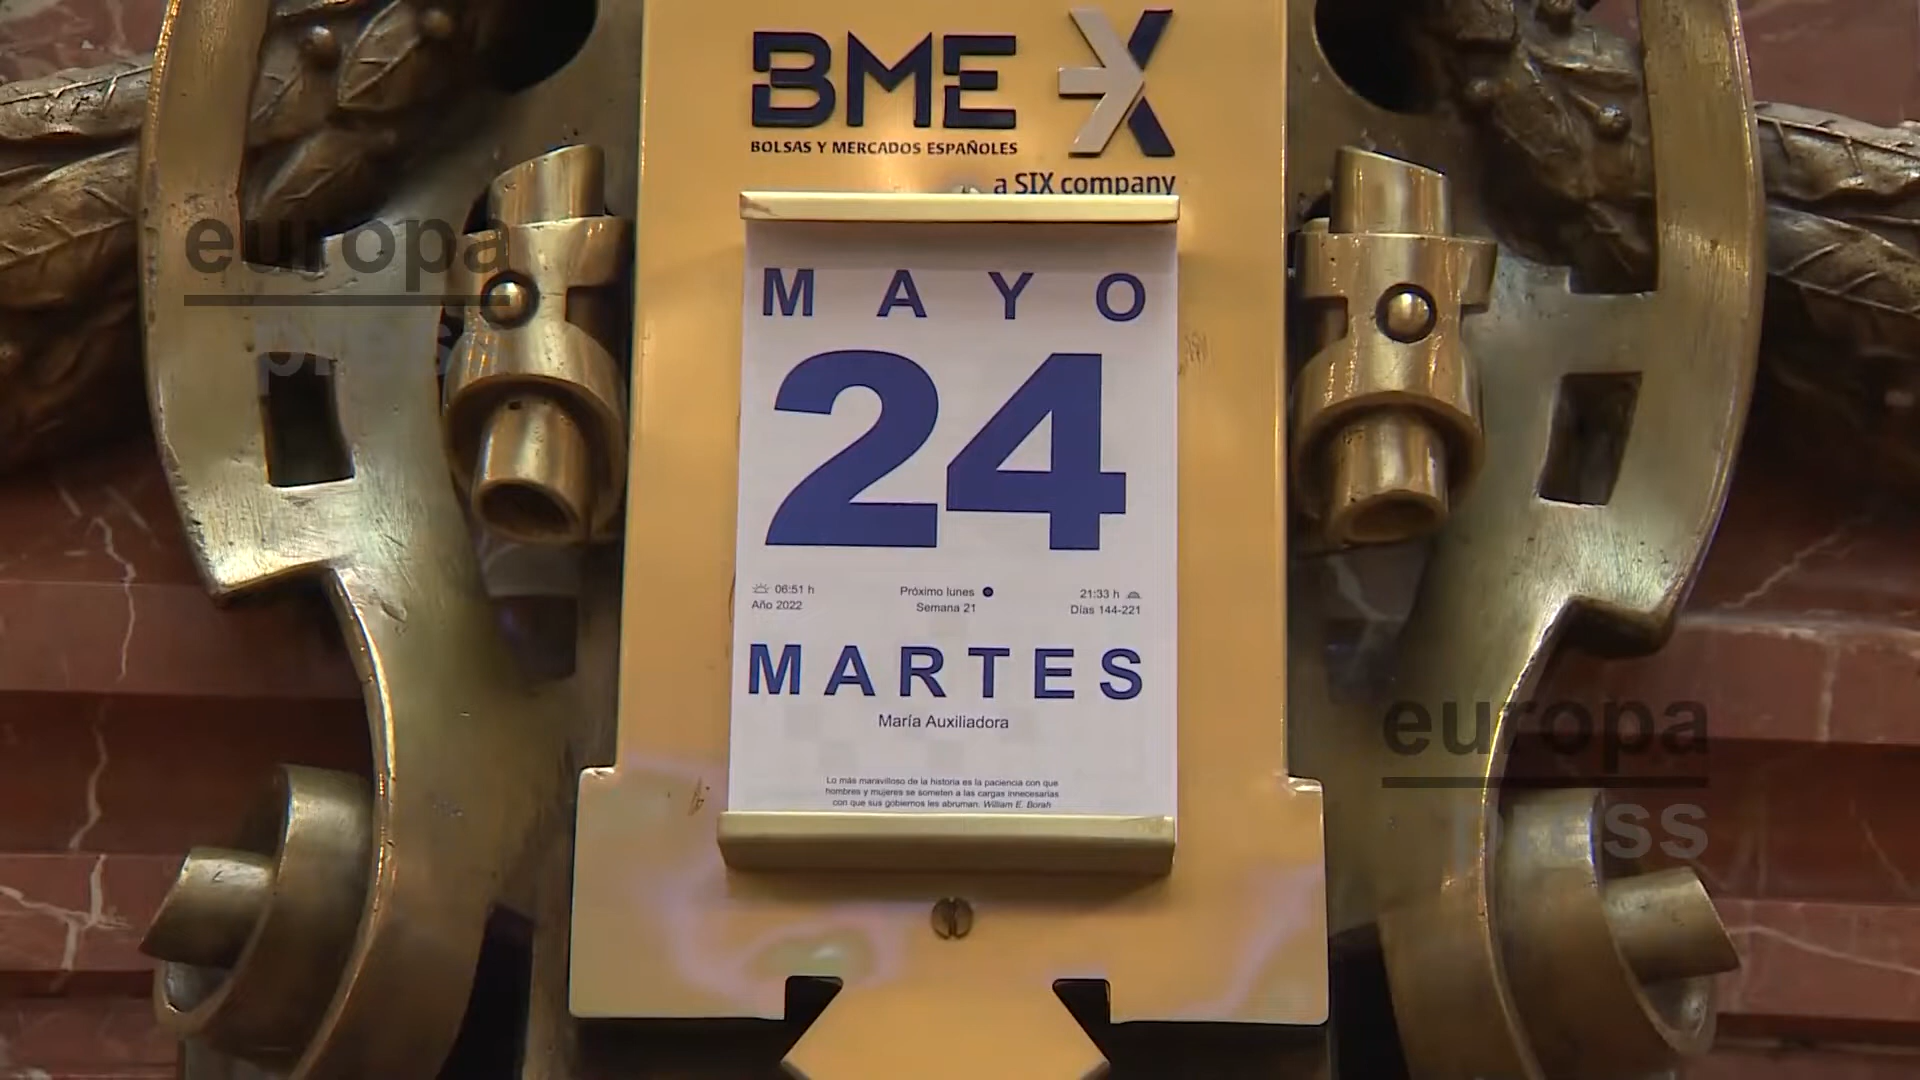 BME X
BOLSAS Y MERCADOS ESPAÑOLES
a SIX company
MAYO
24
06:51 h
Año 2022
Próximo lunes
Semana 21
21:33 h
Días 144-221
MARTES
María Auxiliadora
Lo más maravilloso de la historia es la paciencia con que
hombres y mujeres se someten a las cargas innecesarias
con que sus gobiernos les abruman. William E. Borah
europa
press
europa
press